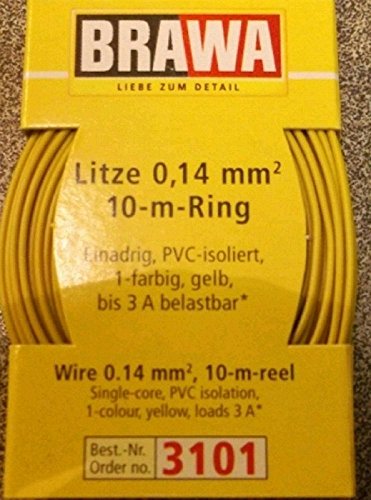 BRAWA
LIEBE ZUM DETAIL
Litze 0,14 mm²
10-m-Ring
Einadrig, PVC-isoliert,
1-farbig, gelb,
bis 3 A belastbar*
Wire 0.14 mm², 10-m-reel
Single-core, PVC isolation,
1-colour, yellow, loads 3 A*
Best.-Nr.
Order no.
3101